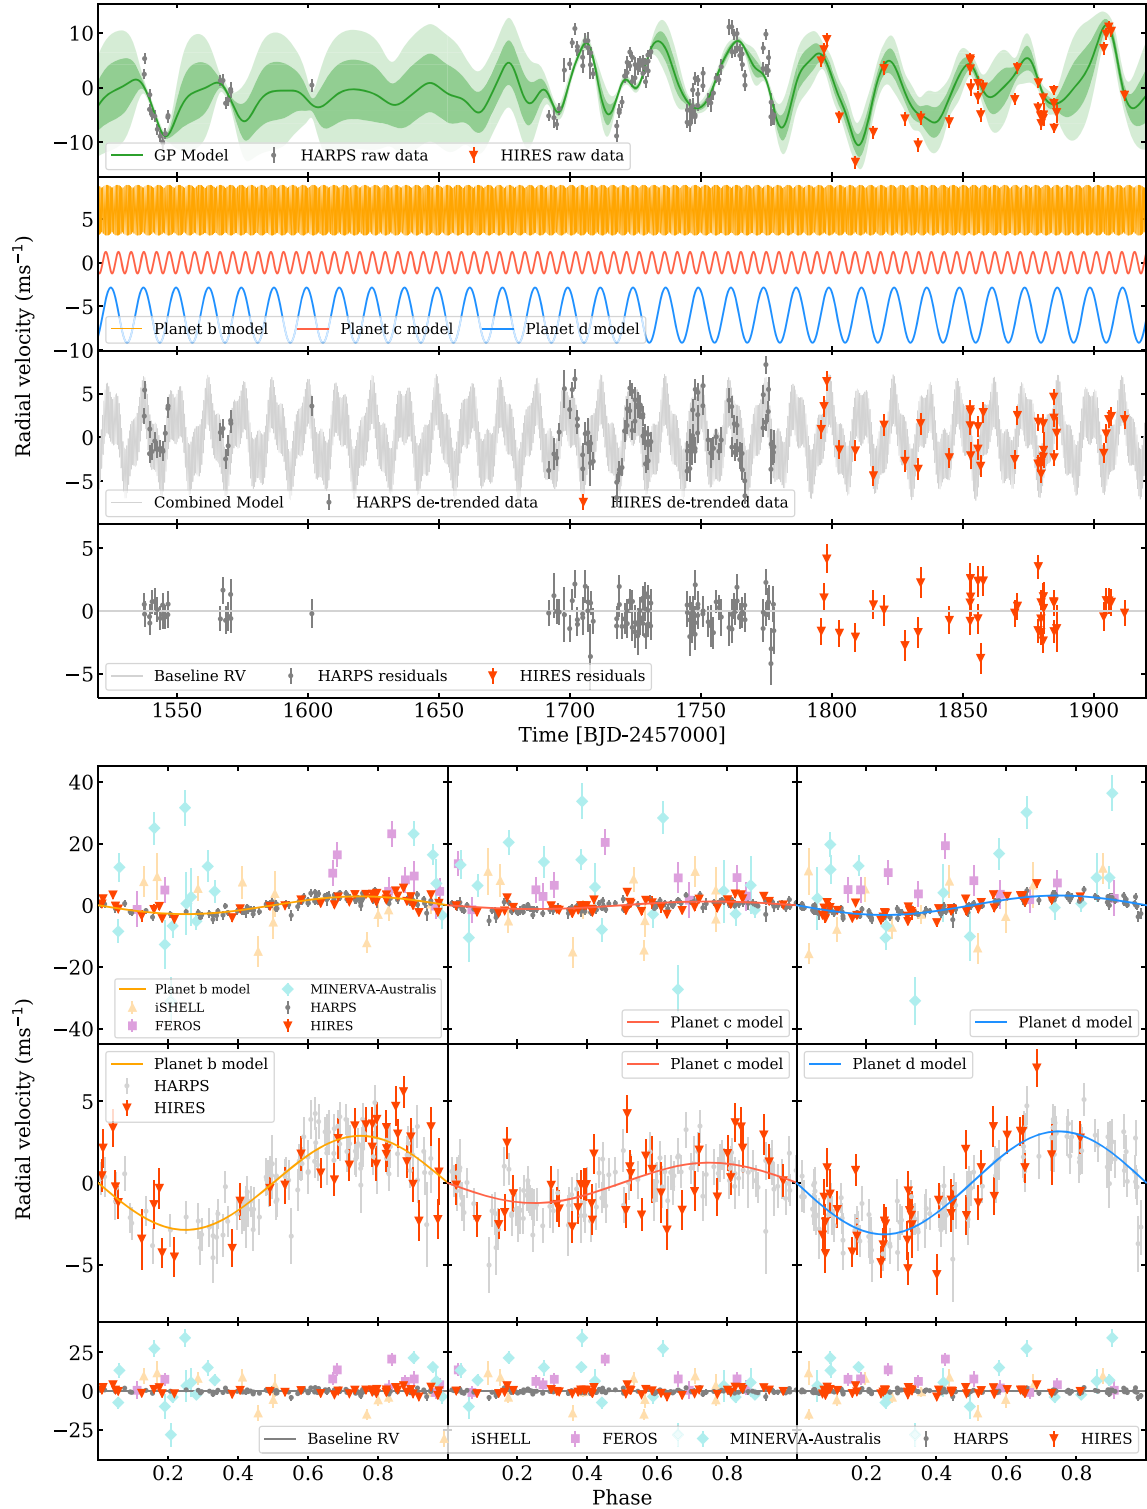 10
0
−10
GP Model
HARPS raw data
HIRES raw data
5
0
−5
−10
Planet b model
Planet c model
Planet d model
5
0
−5
Combined Model
HARPS de-trended data
HIRES de-trended data
5
0
−5
Baseline RV
HARPS residuals
HIRES residuals
Radial velocity (ms⁻¹)
1550 1600 1650 1700 1750 1800 1850 1900
Time [BJD-2457000]
40
20
0
−20
−40
Planet b model
iSHELL
FEROS
MINERVA-Australis
HARPS
HIRES
Planet c model
Planet d model
5
0
−5
Planet b model
HARPS
HIRES
Planet c model
Planet d model
Radial velocity (ms⁻¹)
25
0
−25
Baseline RV
iSHELL
FEROS
MINERVA-Australis
HARPS
HIRES
0.2 0.4 0.6 0.8 0.2 0.4 0.6 0.8 0.2 0.4 0.6 0.8
Phase